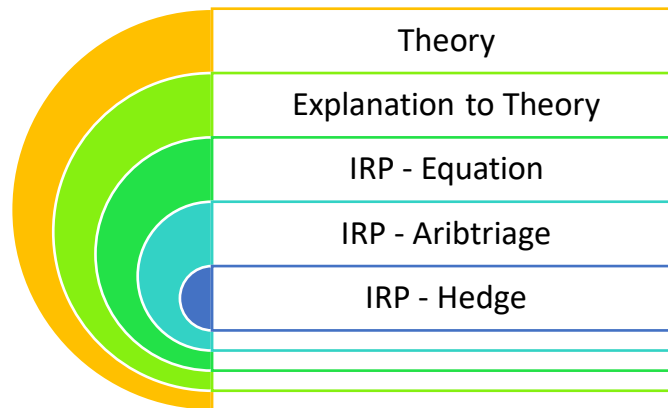 Theory
Explanation to Theory
IRP - Equation
IRP - Aribtriage
IRP - Hedge